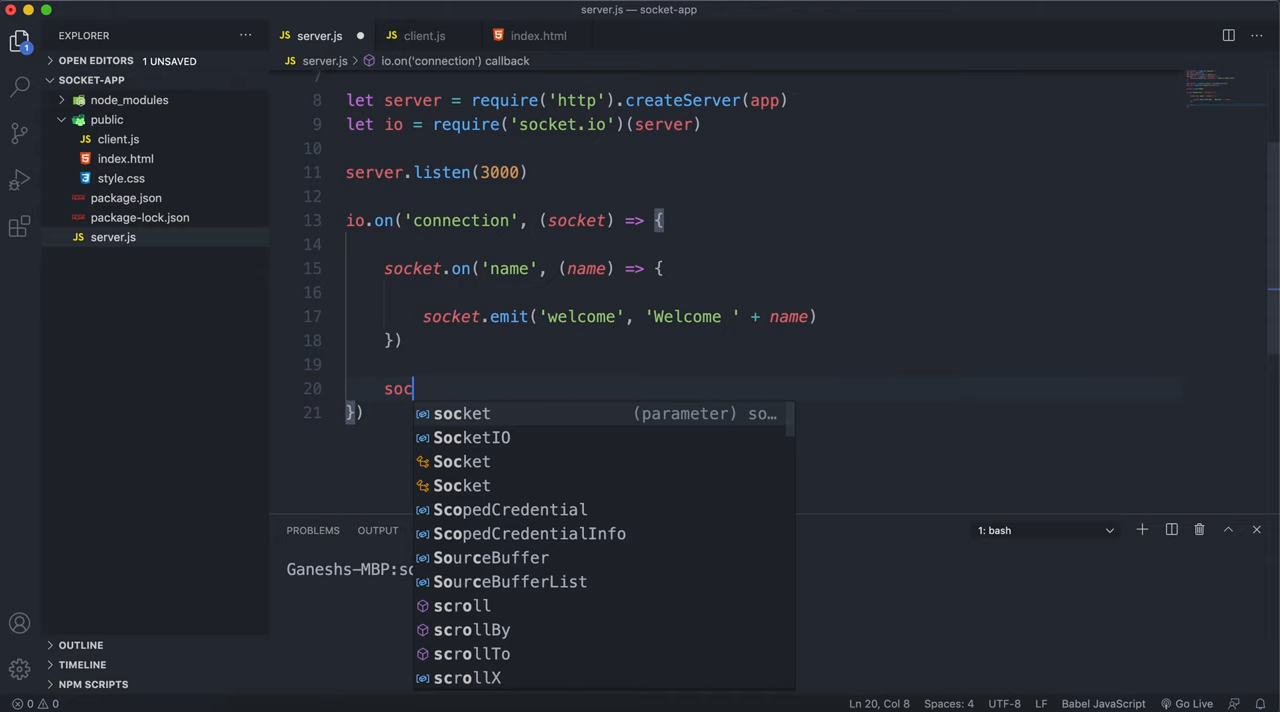 server.js — socket-app
EXPLORER
server.js
client.js
index.html
1
OPEN EDITORS 1 UNSAVED
server.js > io.on('connection') callback
SOCKET-APP
node_modules
public
client.js
index.html
style.css
package.json
package-lock.json
server.js
7
8 let server = require('http').createServer(app)
9 let io = require('socket.io')(server)
10
11 server.listen(3000)
12
13 io.on('connection', (socket) => {
14
15 socket.on('name', (name) => {
16
17 socket.emit('welcome', 'Welcome ' + name)
18 })
19
20 soc
21 })
socket (parameter) so…
SocketIO
Socket
Socket
ScopedCredential
ScopedCredentialInfo
SourceBuffer
SourceBufferList
scroll
scrollBy
scrollTo
scrollX
PROBLEMS OUTPUT
1: bash
Ganeshs-MBP:so
OUTLINE
TIMELINE
NPM SCRIPTS
0 0
Ln 20, Col 8 Spaces: 4 UTF-8 LF Babel JavaScript Go Live